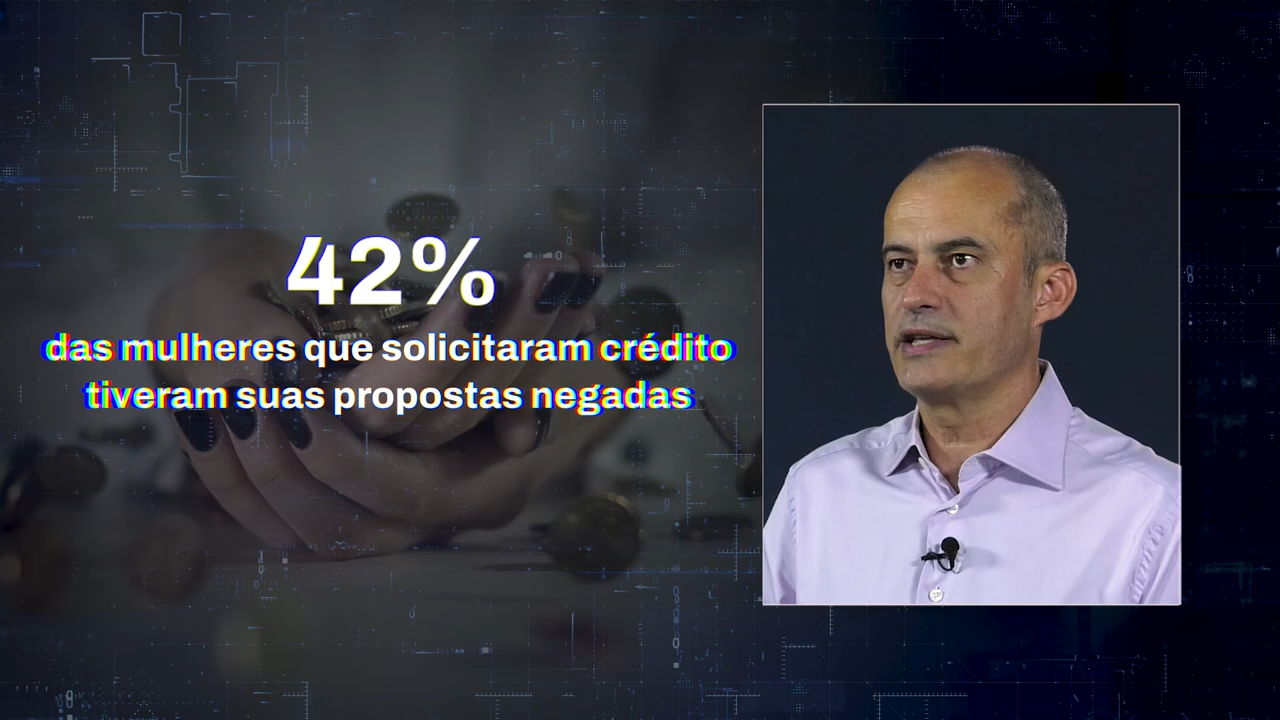 42%
das mulheres que solicitaram crédito
tiveram suas propostas negadas